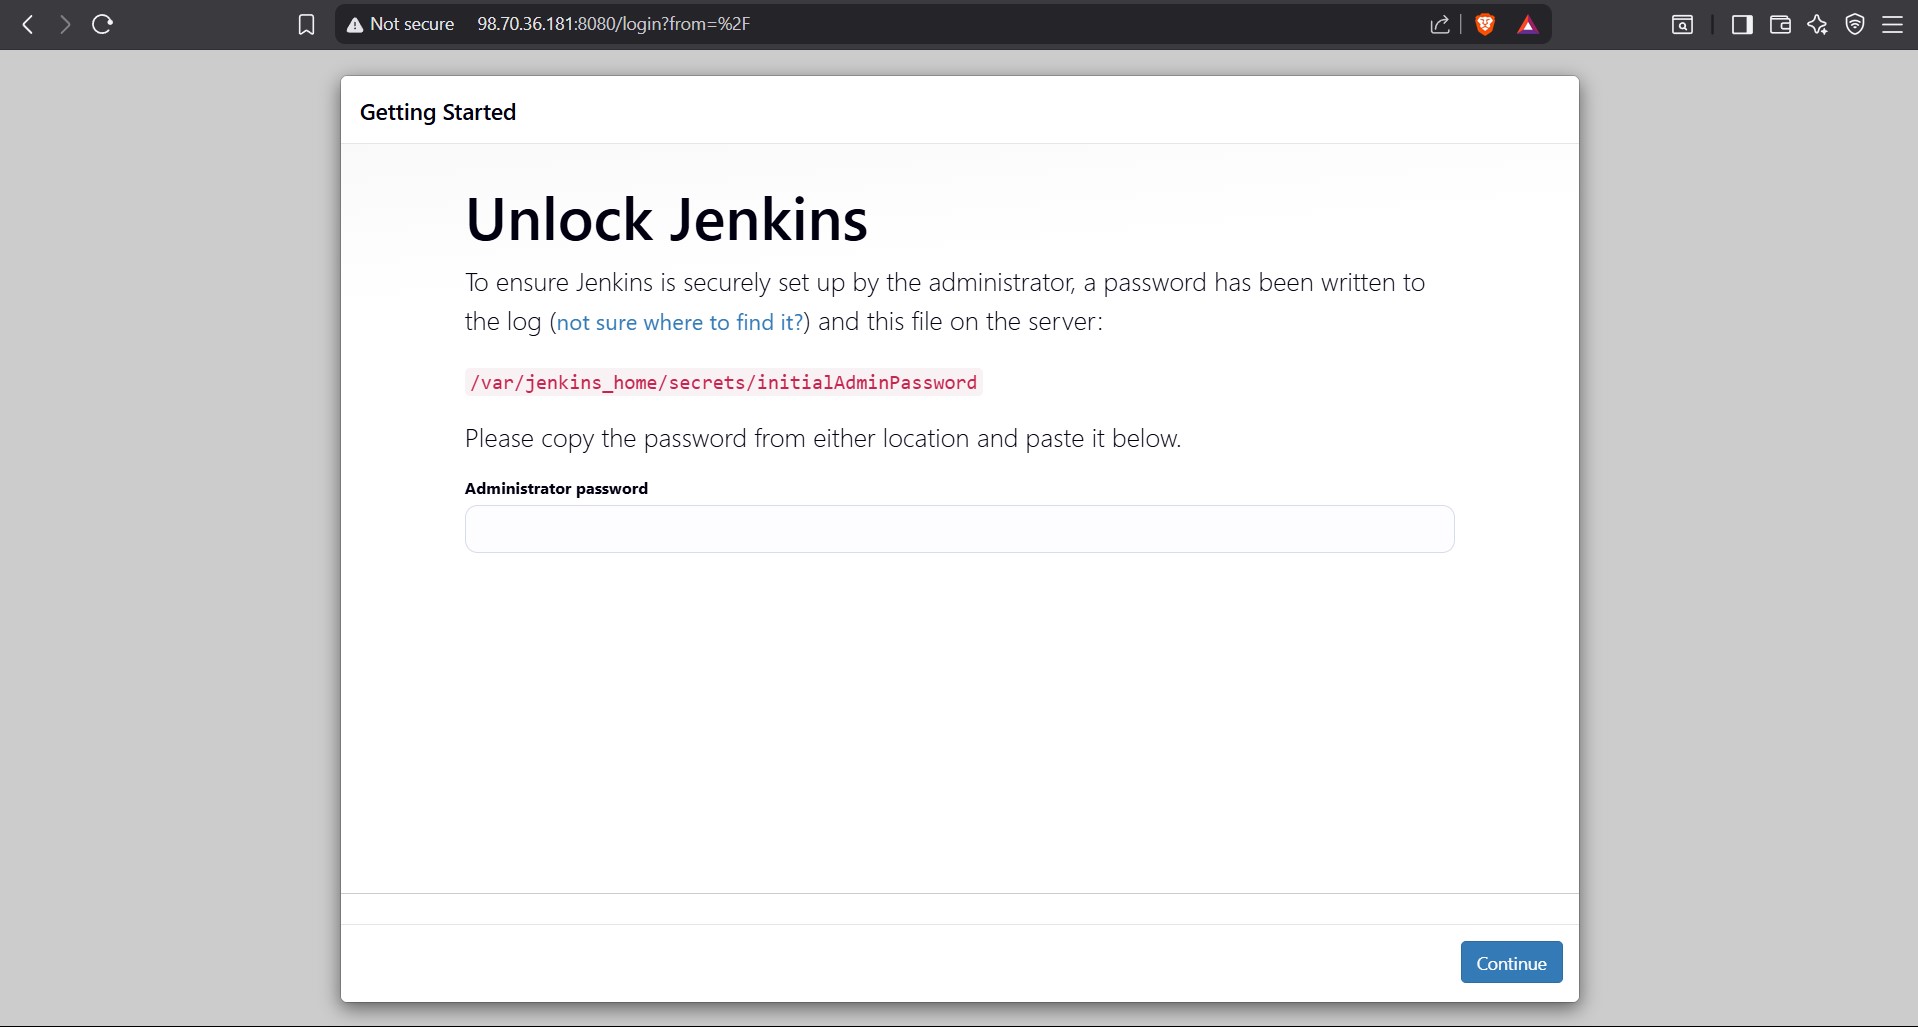 Not secure 98.70.36.181:8080/login?from=%2F
Getting Started
Unlock Jenkins
To ensure Jenkins is securely set up by the administrator, a password has been written to
the log (not sure where to find it?) and this file on the server:
/var/jenkins_home/secrets/initialAdminPassword
Please copy the password from either location and paste it below.
Administrator password
Continue